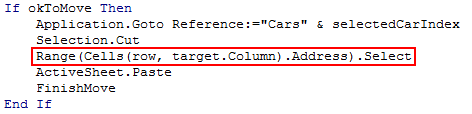 If okToMove Then
Application.Goto Reference:="Cars" & selectedCarIndex
Selection.Cut
Range(Cells(row, target.Column).Address).Select
ActiveSheet.Paste
FinishMove
End If